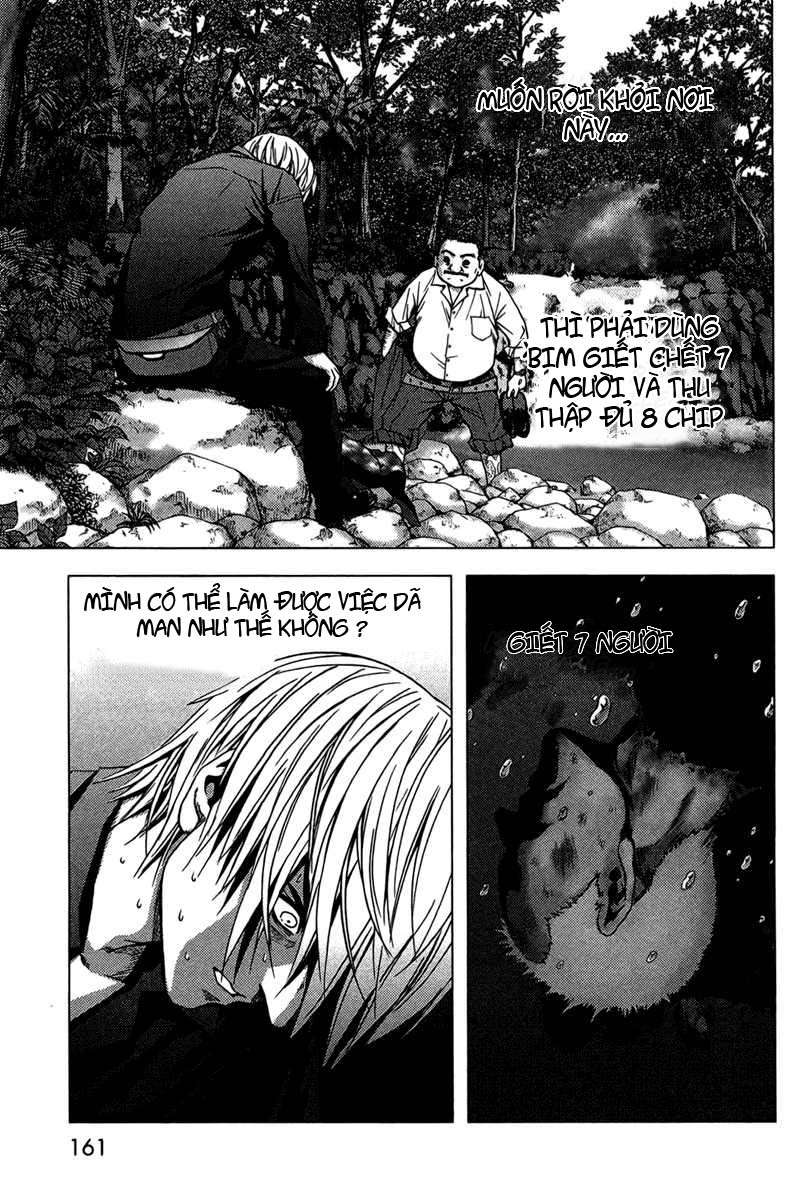 MUỐN RỜI KHỎI NƠI
NÀY...
THÌ PHẢI DÙNG
BỊM GIẾT CHẾT 7
NGƯỜI VÀ THU
THẬP ĐỦ 8 CHIP
GIẾT 7 NGƯỜI
MÌNH CÓ THỂ LÀM ĐƯỢC VIỆC DÃ
MAN NHƯ THẾ KHÔNG ?
161